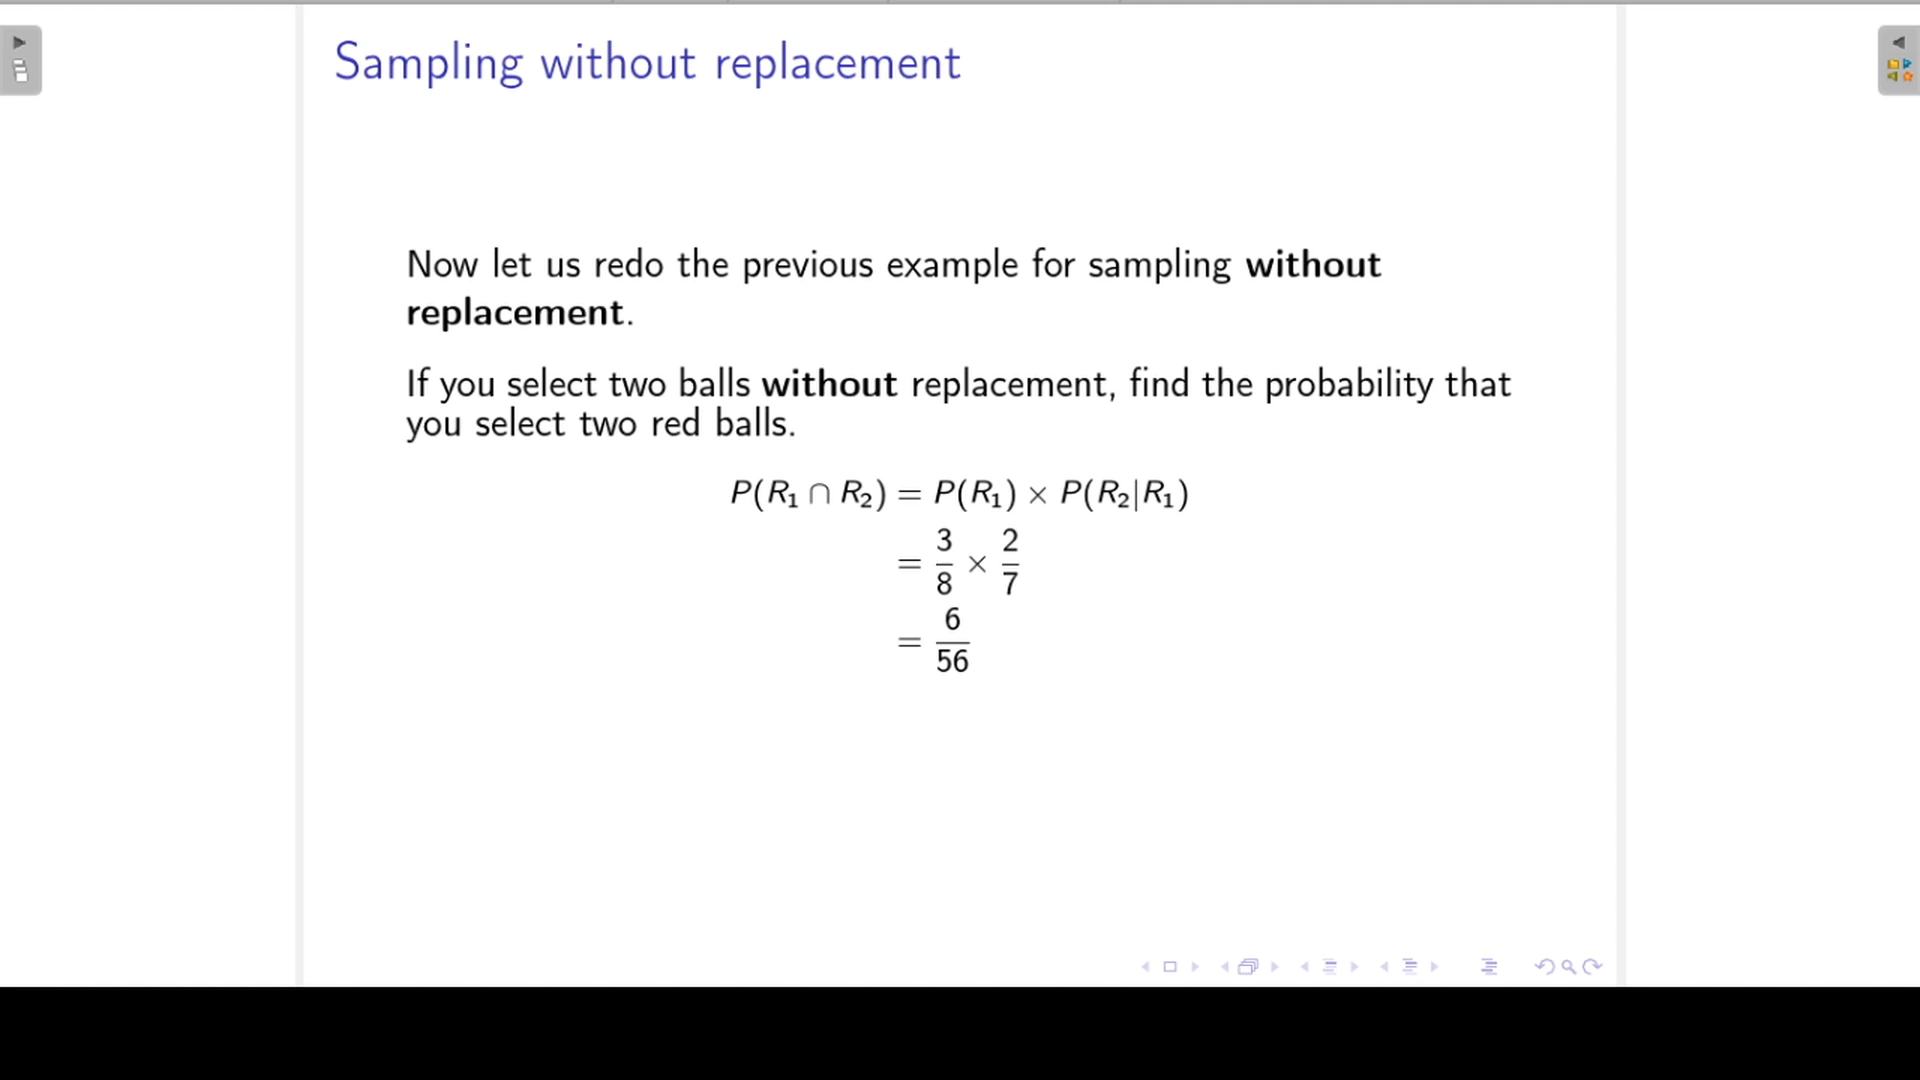 Sampling without replacement
Now let us redo the previous example for sampling without
replacement.
If you select two balls without replacement, find the probability that
you select two red balls.
P(R₁ ∩ R₂) = P(R₁) × P(R₂|R₁)
= 3/8 × 2/7
= 6/56